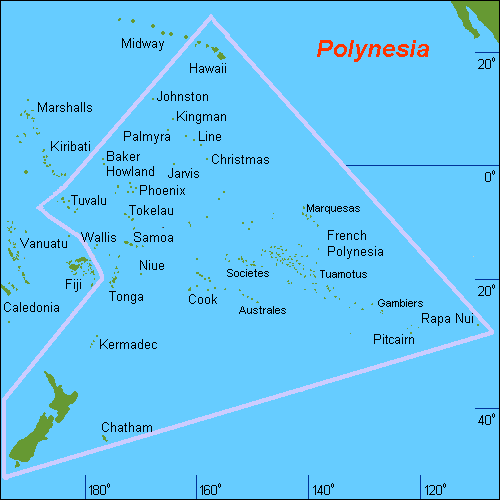 Polynesia
Midway
Hawaii
20°
Johnston
Marshalls
Kingman
Palmyra
Line
Kiribati
Baker
Howland
Christmas
0°
Jarvis
Phoenix
Tuvalu
Tokelau
Marquesas
Vanuatu
Wallis
Samoa
French
Polynesia
Niue
Societes
Tuamotus
Fiji
Tonga
Cook
20°
Caledonia
Australes
Gambiers
Rapa Nui
Pitcairn
Kermadec
40°
Chatham
180°
160°
140°
120°